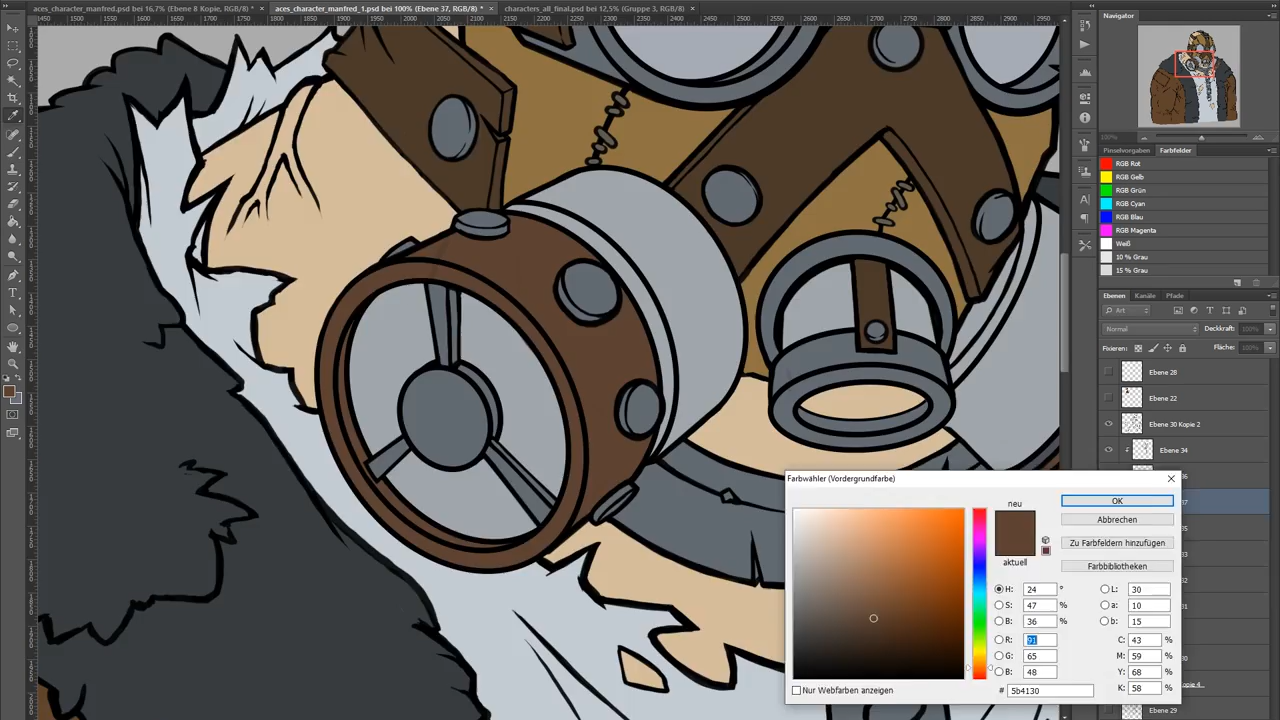 aces_character_manfred.psd bei 16,7% (Ebene 8 Kopie, RGB/8) *
aces_character_manfred_1.psd bei 100% (Ebene 37, RGB/8) *
characters_all_final.psd bei 12,5% (Gruppe 3, RGB/8)
Navigator
100%
Pinselvorgaben Farbfelder
RGB Rot
RGB Gelb
RGB Grün
RGB Cyan
RGB Blau
RGB Magenta
Weiß
10 % Grau
15 % Grau
Ebenen Kanäle Pfade
Art
Normal Deckkraft: 100%
Fixieren: Fläche: 100%
Ebene 28
Ebene 22
Ebene 30 Kopie 2
Ebene 34
Ebene 29
Farbwähler (Vordergrundfarbe)
neu
aktuell
OK
Abbrechen
Zu Farbfeldern hinzufügen
Farbbibliotheken
H: 24 °
S: 47 %
B: 36 %
R: 91
G: 65
B: 48
L: 30
a: 10
b: 15
C: 43 %
M: 59 %
Y: 68 %
K: 58 %
# 5b4130
Nur Webfarben anzeigen